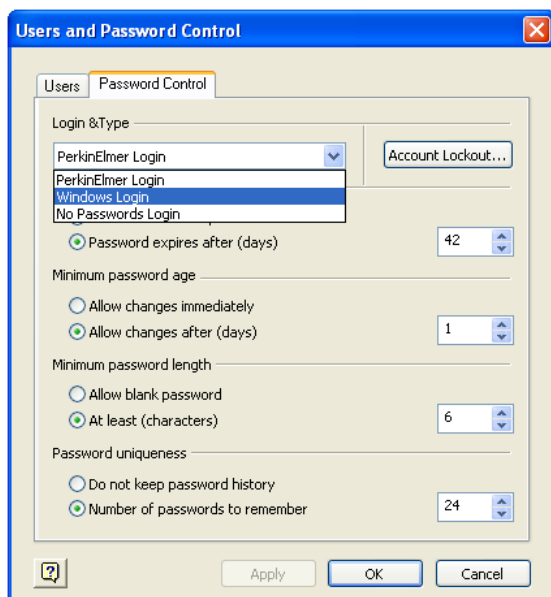 Users and Password Control
Users
Password Control
Login &Type
PerkinElmer Login
Account Lockout...
PerkinElmer Login
Windows Login
No Passwords Login
Password expires after (days)
42
Minimum password age
Allow changes immediately
Allow changes after (days)
1
Minimum password length
Allow blank password
At least (characters)
6
Password uniqueness
Do not keep password history
Number of passwords to remember
24
Apply
OK
Cancel